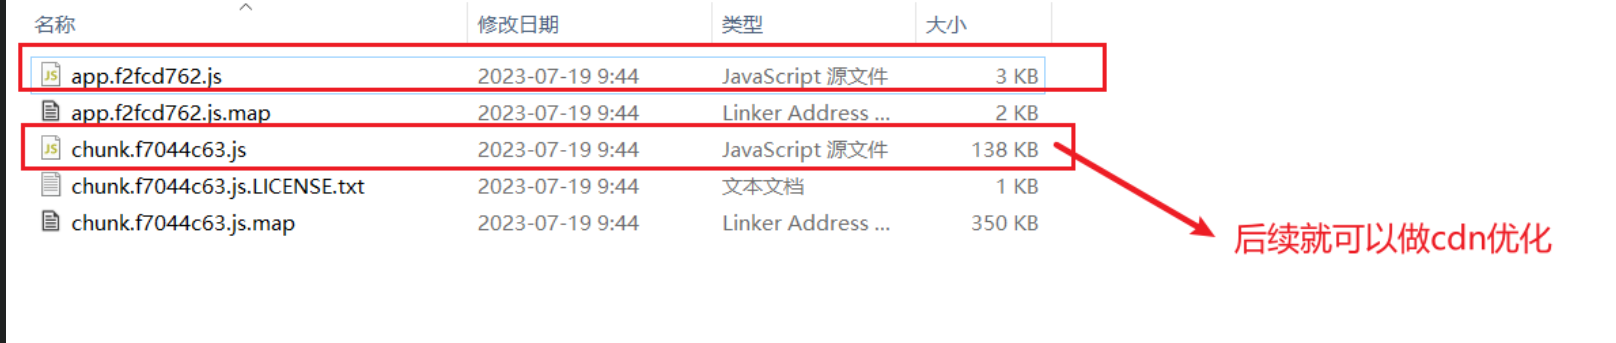 名称 修改日期 类型 大小
app.f2fcd762.js 2023-07-19 9:44 JavaScript 源文件 3 KB
app.f2fcd762.js.map 2023-07-19 9:44 Linker Address ... 2 KB
chunk.f7044c63.js 2023-07-19 9:44 JavaScript 源文件 138 KB
chunk.f7044c63.js.LICENSE.txt 2023-07-19 9:44 文本文档 1 KB
chunk.f7044c63.js.map 2023-07-19 9:44 Linker Address ... 350 KB
后续就可以做cdn优化